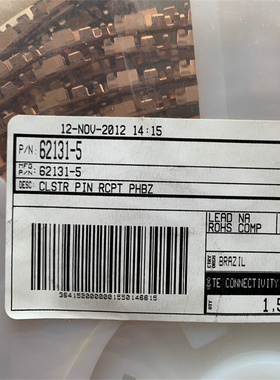 12-NOV-2012 14:15
P/N: 62131-5
MFG P/N: 62131-5
DESC: CLSTR PIN RCPT PHBZ
LEAD NA
ROHS COMP
BRAZIL
TE CONNECTIVITY
1.5
3641520000001550146615